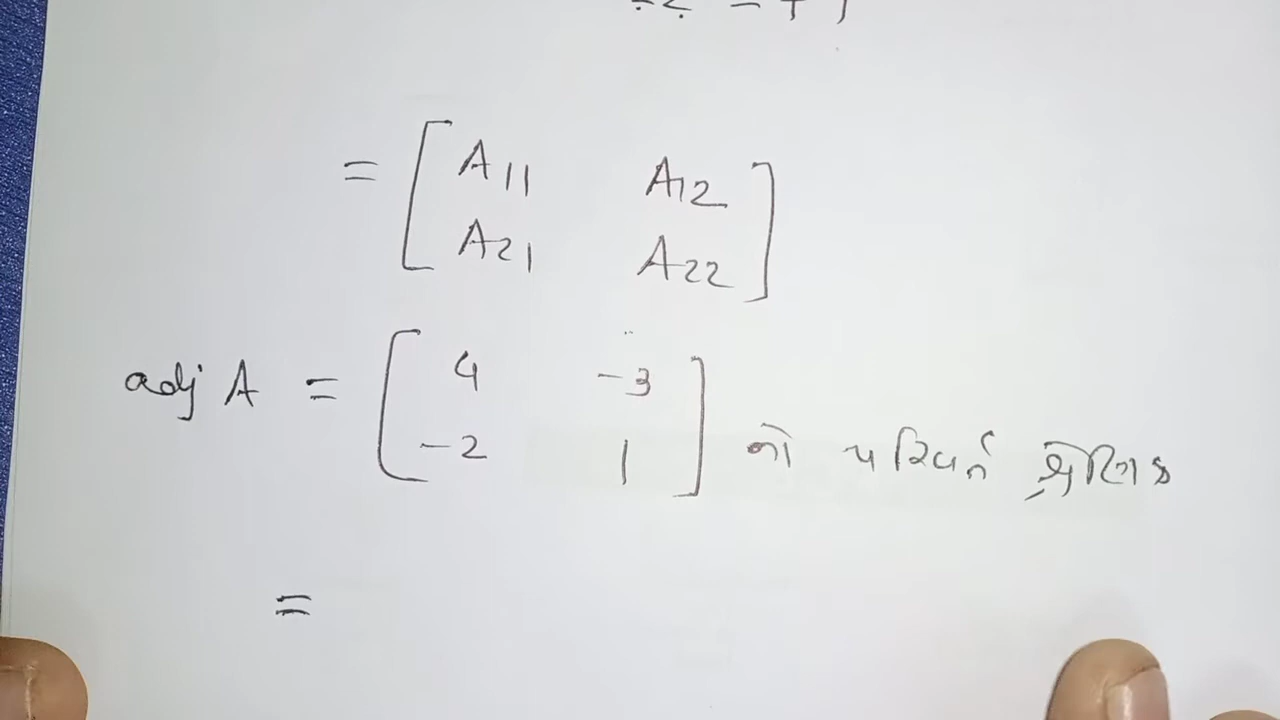 = [ A11 A12
A21 A22 ]
adj A = [ 4 -3
-2 1 ] નો પરિવર્ત શ્રેણિક
=